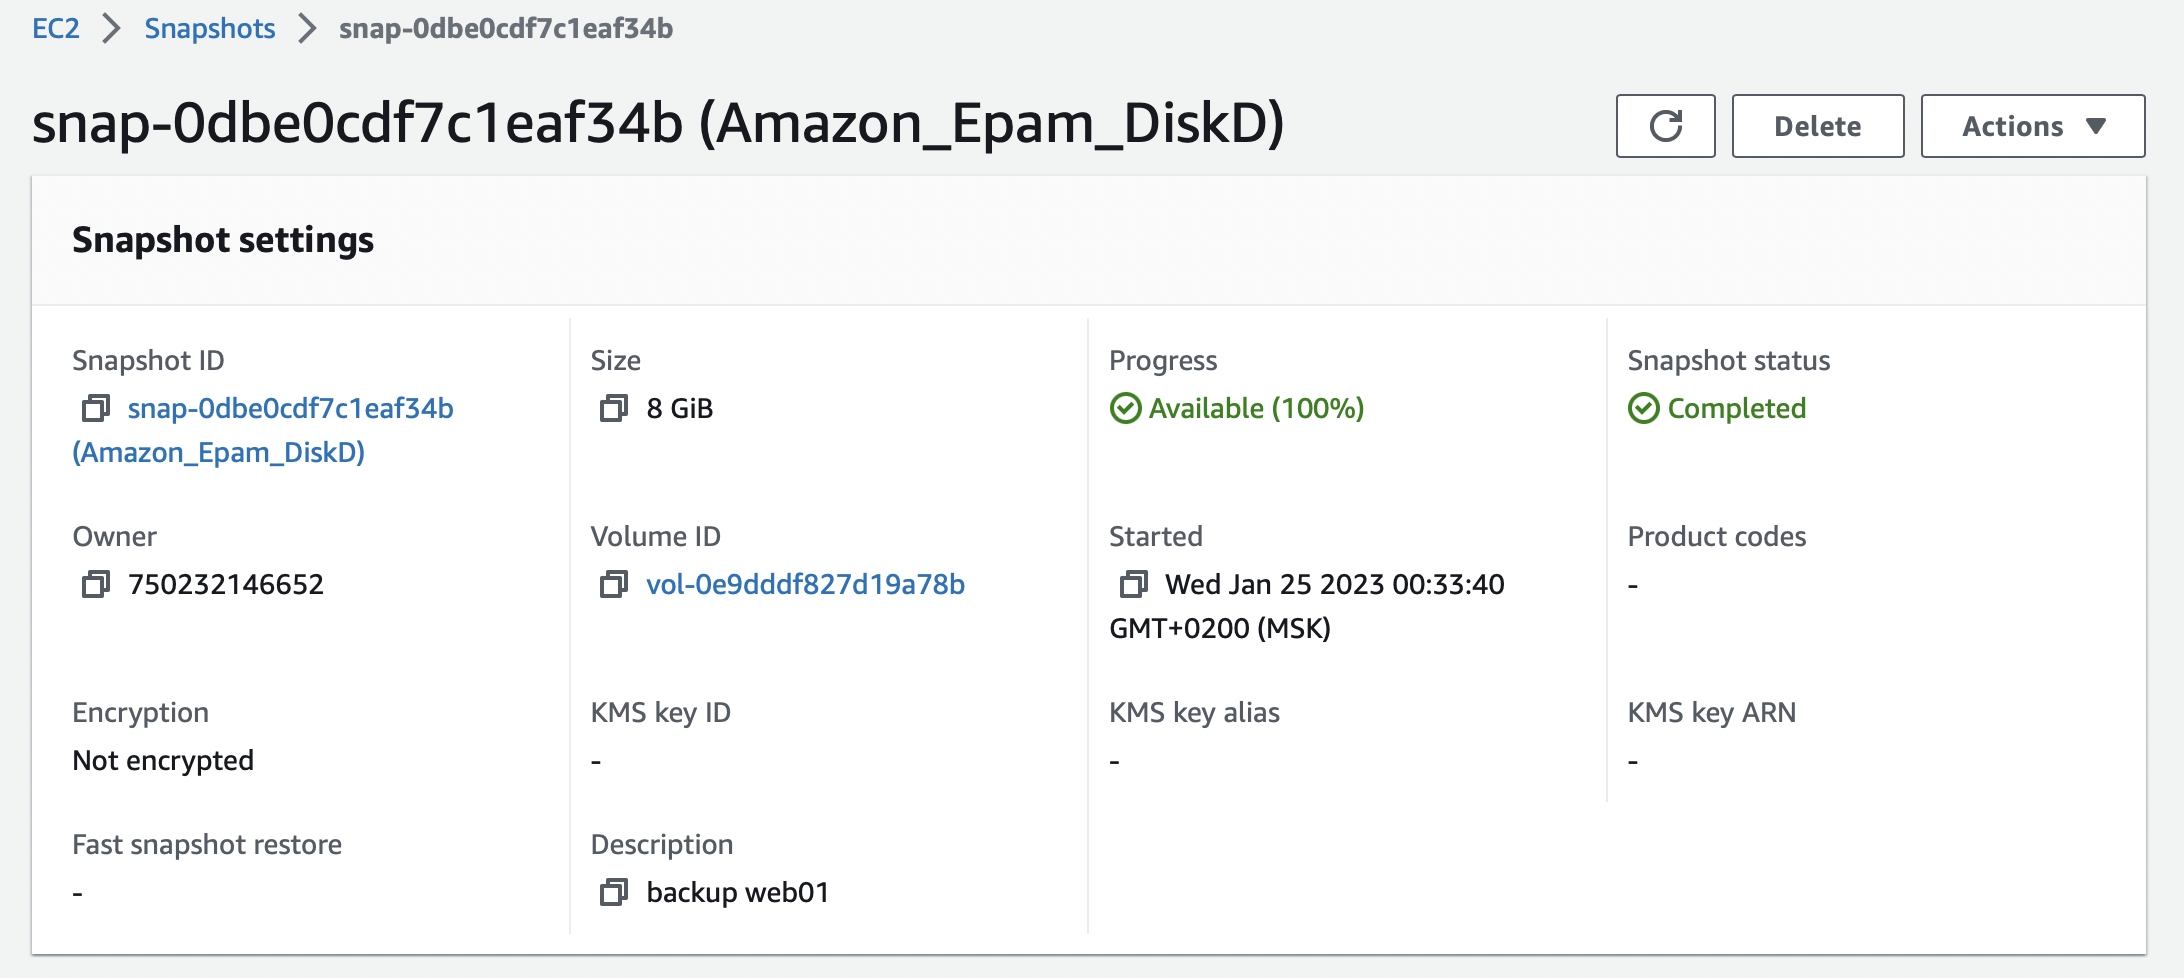 EC2 > Snapshots > snap-0dbe0cdf7c1eaf34b
snap-0dbe0cdf7c1eaf34b (Amazon_Epam_DiskD)
Delete
Actions
Snapshot settings
Snapshot ID
snap-0dbe0cdf7c1eaf34b
(Amazon_Epam_DiskD)
Size
8 GiB
Progress
Available (100%)
Snapshot status
Completed
Owner
750232146652
Volume ID
vol-0e9dddf827d19a78b
Started
Wed Jan 25 2023 00:33:40
GMT+0200 (MSK)
Product codes
-
Encryption
Not encrypted
KMS key ID
-
KMS key alias
-
KMS key ARN
-
Fast snapshot restore
-
Description
backup web01